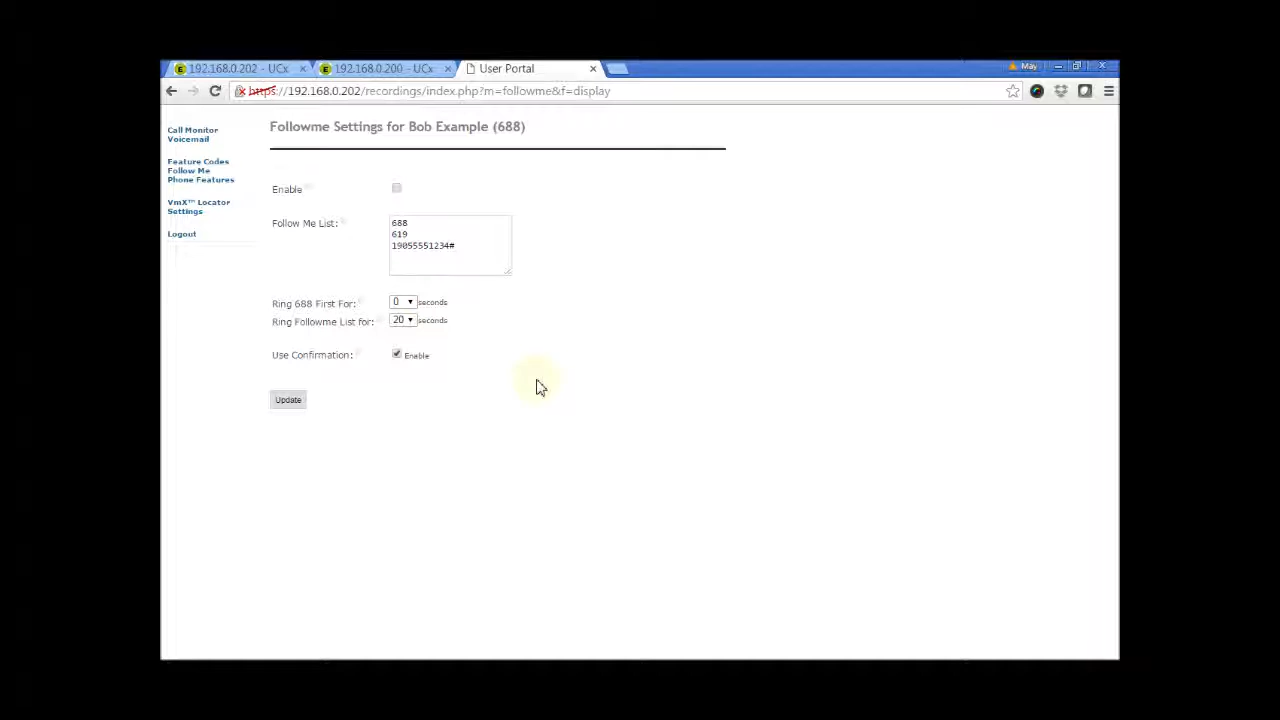 192.168.0.202 - UCx
192.168.0.200 - UCx
User Portal
May
https://192.168.0.202/recordings/index.php?m=followme&f=display
Call Monitor
Voicemail
Feature Codes
Follow Me
Phone Features
VmX™ Locator
Settings
Logout
Followme Settings for Bob Example (688)
Enable
Follow Me List:
688
619
19055551234#
Ring 688 First For:
0
seconds
Ring Followme List for:
20
seconds
Use Confirmation:
Enable
Update